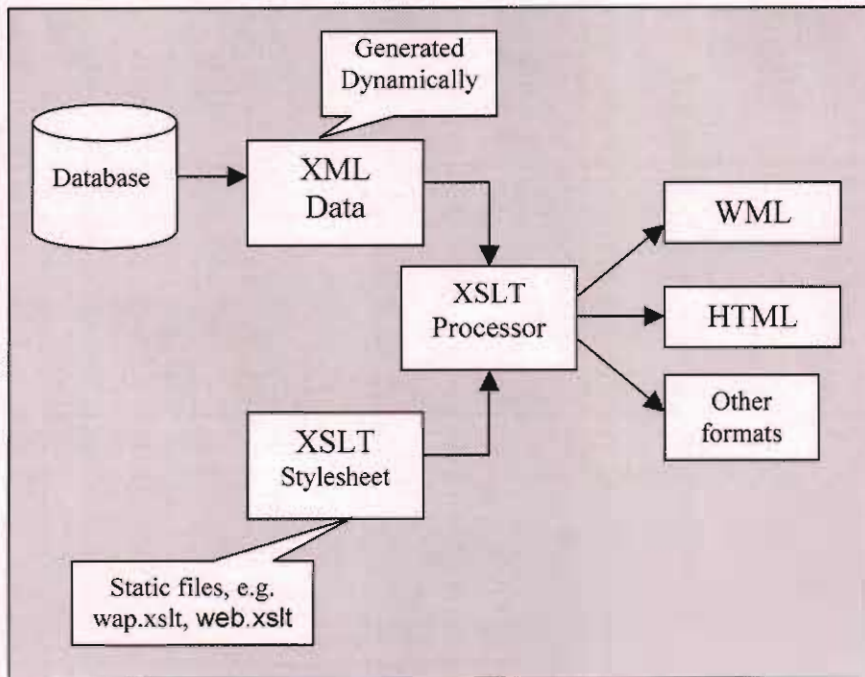 Generated
Dynamically
Database
XML
Data
WML
XSLT
Processor
HTML
Other
formats
XSLT
Stylesheet
Static files, e.g.
wap.xslt, web.xslt